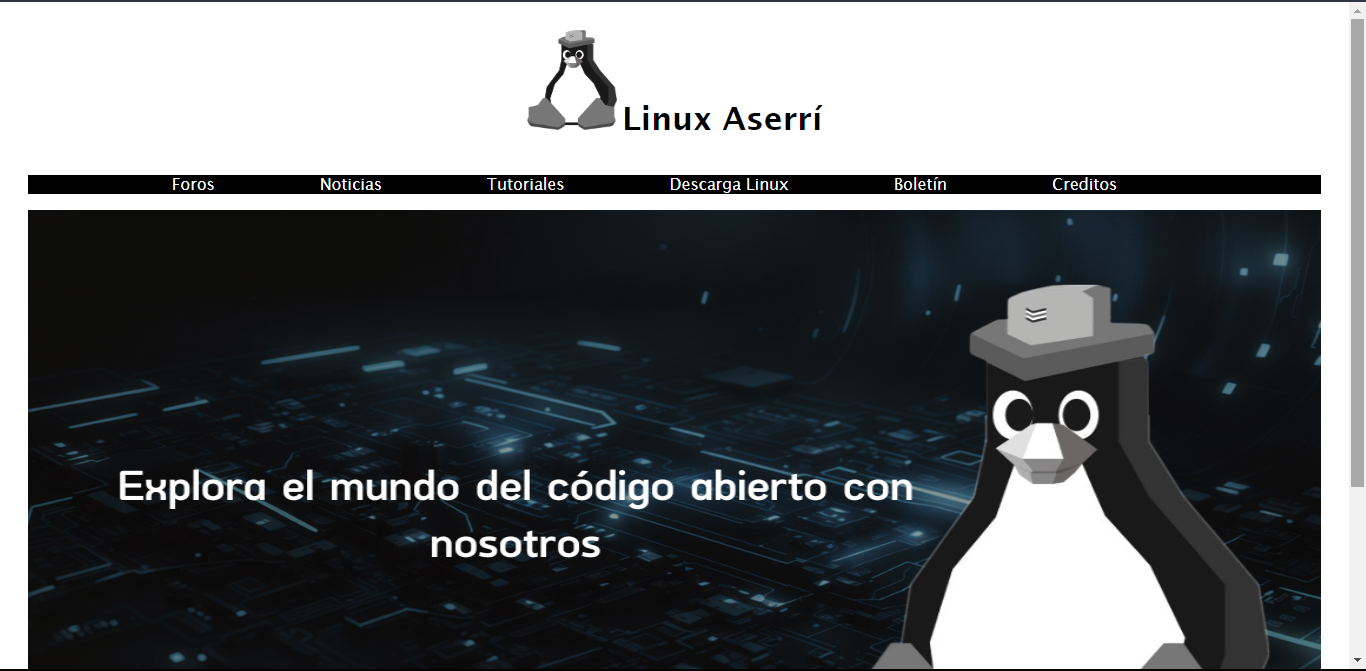 Linux Aserrí
Foros Noticias Tutoriales Descarga Linux Boletín Creditos
Explora el mundo del código abierto con
nosotros